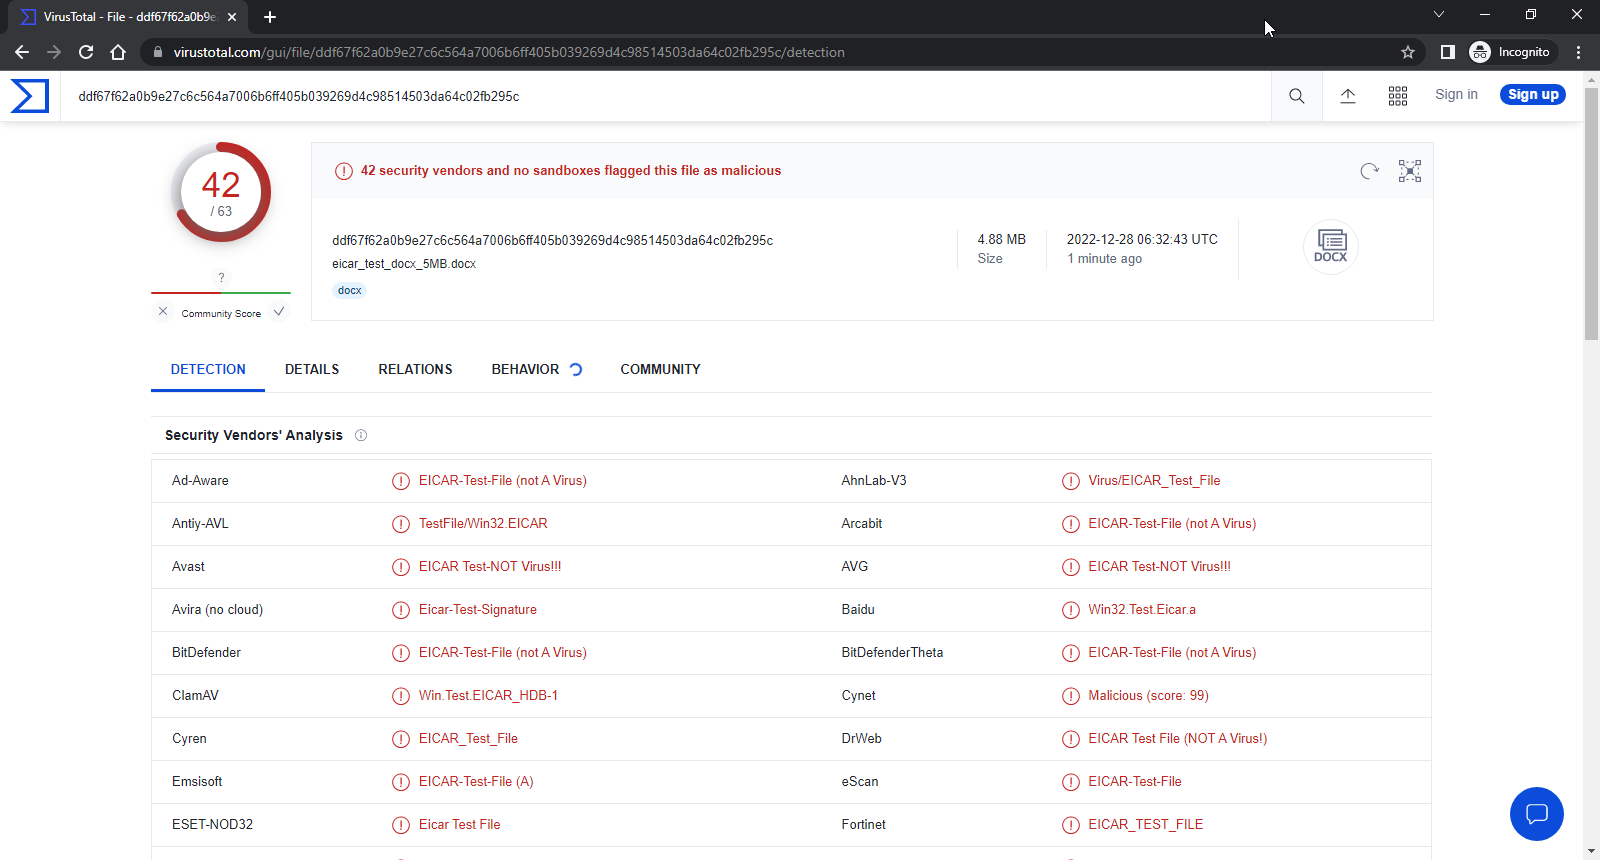 VirusTotal - File - ddf67f62a0b9e
virustotal.com/gui/file/ddf67f62a0b9e27c6c564a7006b6ff405b039269d4c98514503da64c02fb295c/detection
Incognito
ddf67f62a0b9e27c6c564a7006b6ff405b039269d4c98514503da64c02fb295c
Sign in
Sign up
42
/ 63
?
Community Score
42 security vendors and no sandboxes flagged this file as malicious
ddf67f62a0b9e27c6c564a7006b6ff405b039269d4c98514503da64c02fb295c
eicar_test_docx_5MB.docx
docx
4.88 MB
Size
2022-12-28 06:32:43 UTC
1 minute ago
DOCX
DETECTION
DETAILS
RELATIONS
BEHAVIOR
COMMUNITY
Security Vendors' Analysis
Ad-Aware
EICAR-Test-File (not A Virus)
AhnLab-V3
Virus/EICAR_Test_File
Antiy-AVL
TestFile/Win32.EICAR
Arcabit
EICAR-Test-File (not A Virus)
Avast
EICAR Test-NOT Virus!!!
AVG
EICAR Test-NOT Virus!!!
Avira (no cloud)
Eicar-Test-Signature
Baidu
Win32.Test.Eicar.a
BitDefender
EICAR-Test-File (not A Virus)
BitDefenderTheta
EICAR-Test-File (not A Virus)
ClamAV
Win.Test.EICAR_HDB-1
Cynet
Malicious (score: 99)
Cyren
EICAR_Test_File
DrWeb
EICAR Test File (NOT A Virus!)
Emsisoft
EICAR-Test-File (A)
eScan
EICAR-Test-File
ESET-NOD32
Eicar Test File
Fortinet
EICAR_TEST_FILE